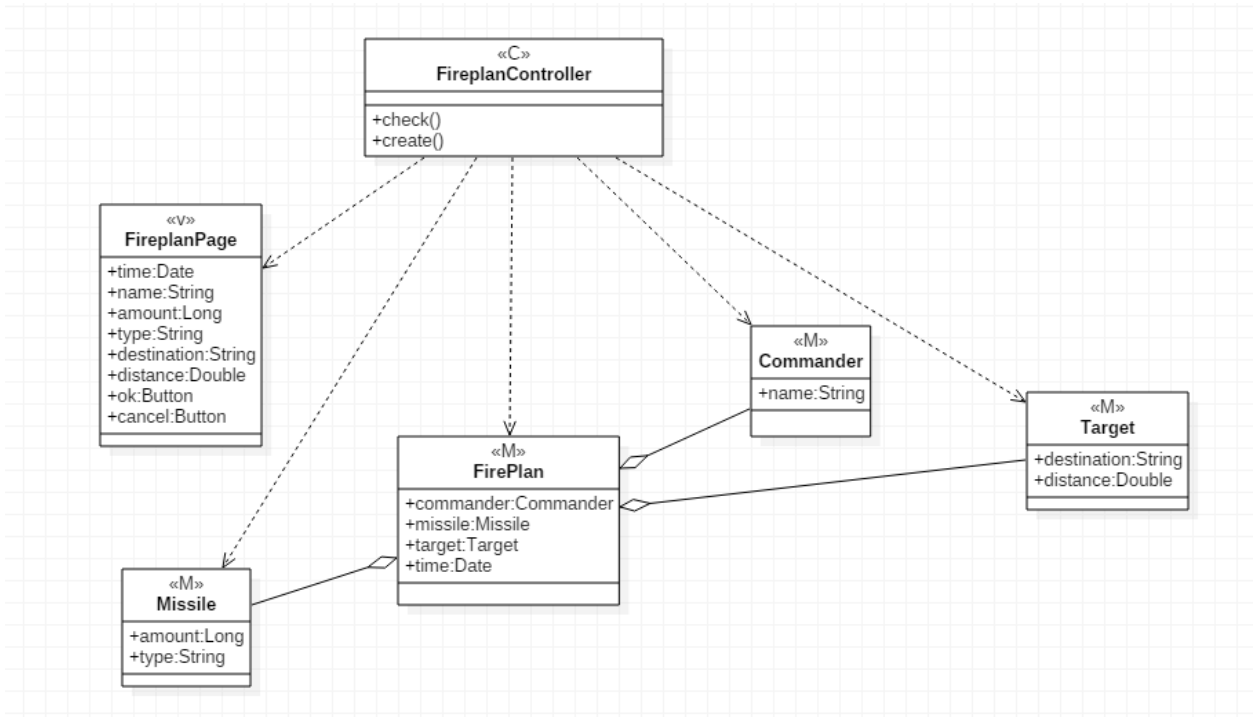 «C»
FireplanController
+check()
+create()
«v»
FireplanPage
+time:Date
+name:String
+amount:Long
+type:String
+destination:String
+distance:Double
+ok:Button
+cancel:Button
«M»
Commander
+name:String
«M»
Target
+destination:String
+distance:Double
«M»
FirePlan
+commander:Commander
+missile:Missile
+target:Target
+time:Date
«M»
Missile
+amount:Long
+type:String